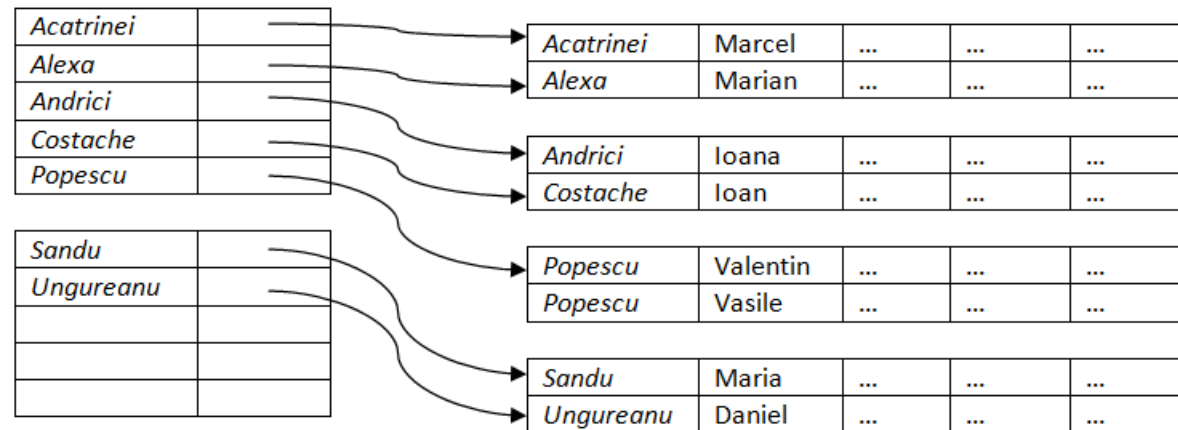 Acatrinei
Alexa
Andrici
Costache
Popescu
Sandu
Ungureanu
Acatrinei Marcel ... ... ...
Alexa Marian ... ... ...
Andrici Ioana ... ... ...
Costache Ioan ... ... ...
Popescu Valentin ... ... ...
Popescu Vasile ... ... ...
Sandu Maria ... ... ...
Ungureanu Daniel ... ... ...